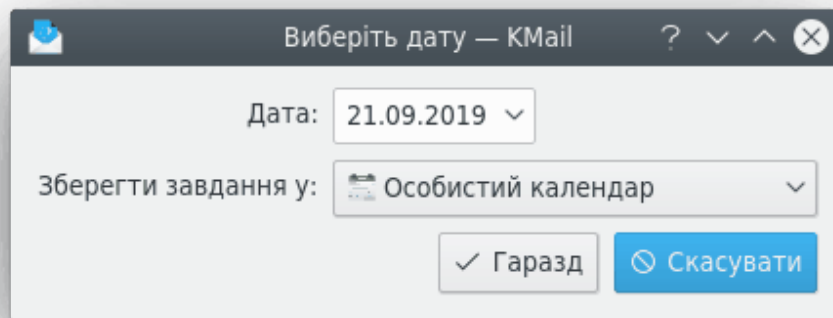 Виберіть дату — KMail ?
Дата: 21.09.2019
Зберегти завдання у: Особистий календар
Гаразд Скасувати